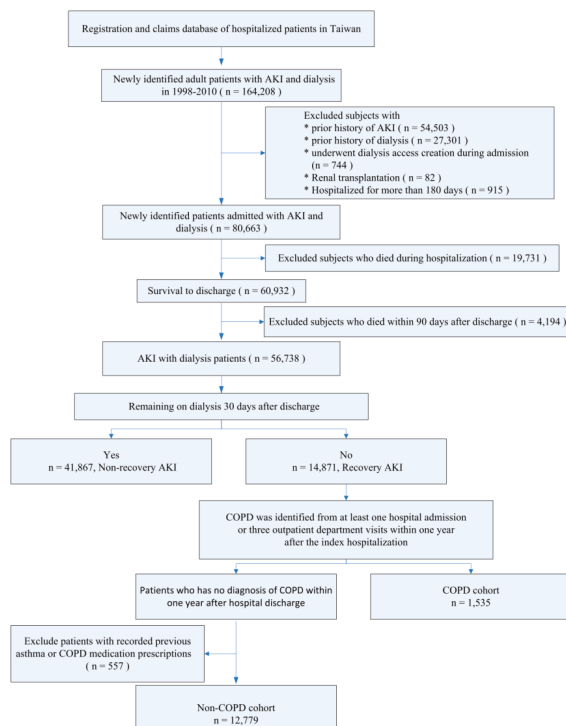 Registration and claims database of hospitalized patients in Taiwan
Newly identified adult patients with AKI and dialysis
in 1998-2010 ( n = 164,208 )
Excluded subjects with
* prior history of AKI ( n = 54,503 )
* prior history of dialysis ( n = 27,301 )
* underwent dialysis access creation during admission
(n = 744 )
* Renal transplantation ( n = 82 )
* Hospitalized for more than 180 days ( n = 915 )
Newly identified patients admitted with AKI and
dialysis ( n = 80,663 )
Excluded subjects who died during hospitalization ( n = 19,731 )
Survival to discharge ( n = 60,932 )
Excluded subjects who died within 90 days after discharge ( n = 4,194 )
AKI with dialysis patients ( n = 56,738 )
Remaining on dialysis 30 days after discharge
Yes
n = 41,867, Non-recovery AKI
No
n = 14,871, Recovery AKI
COPD was identified from at least one hospital admission
or three outpatient department visits within one year
after the index hospitalization
Patients who has no diagnosis of COPD within
one year after hospital discharge
COPD cohort
n = 1,535
Exclude patients with recorded previous
asthma or COPD medication prescriptions
( n = 557 )
Non-COPD cohort
n = 12,779